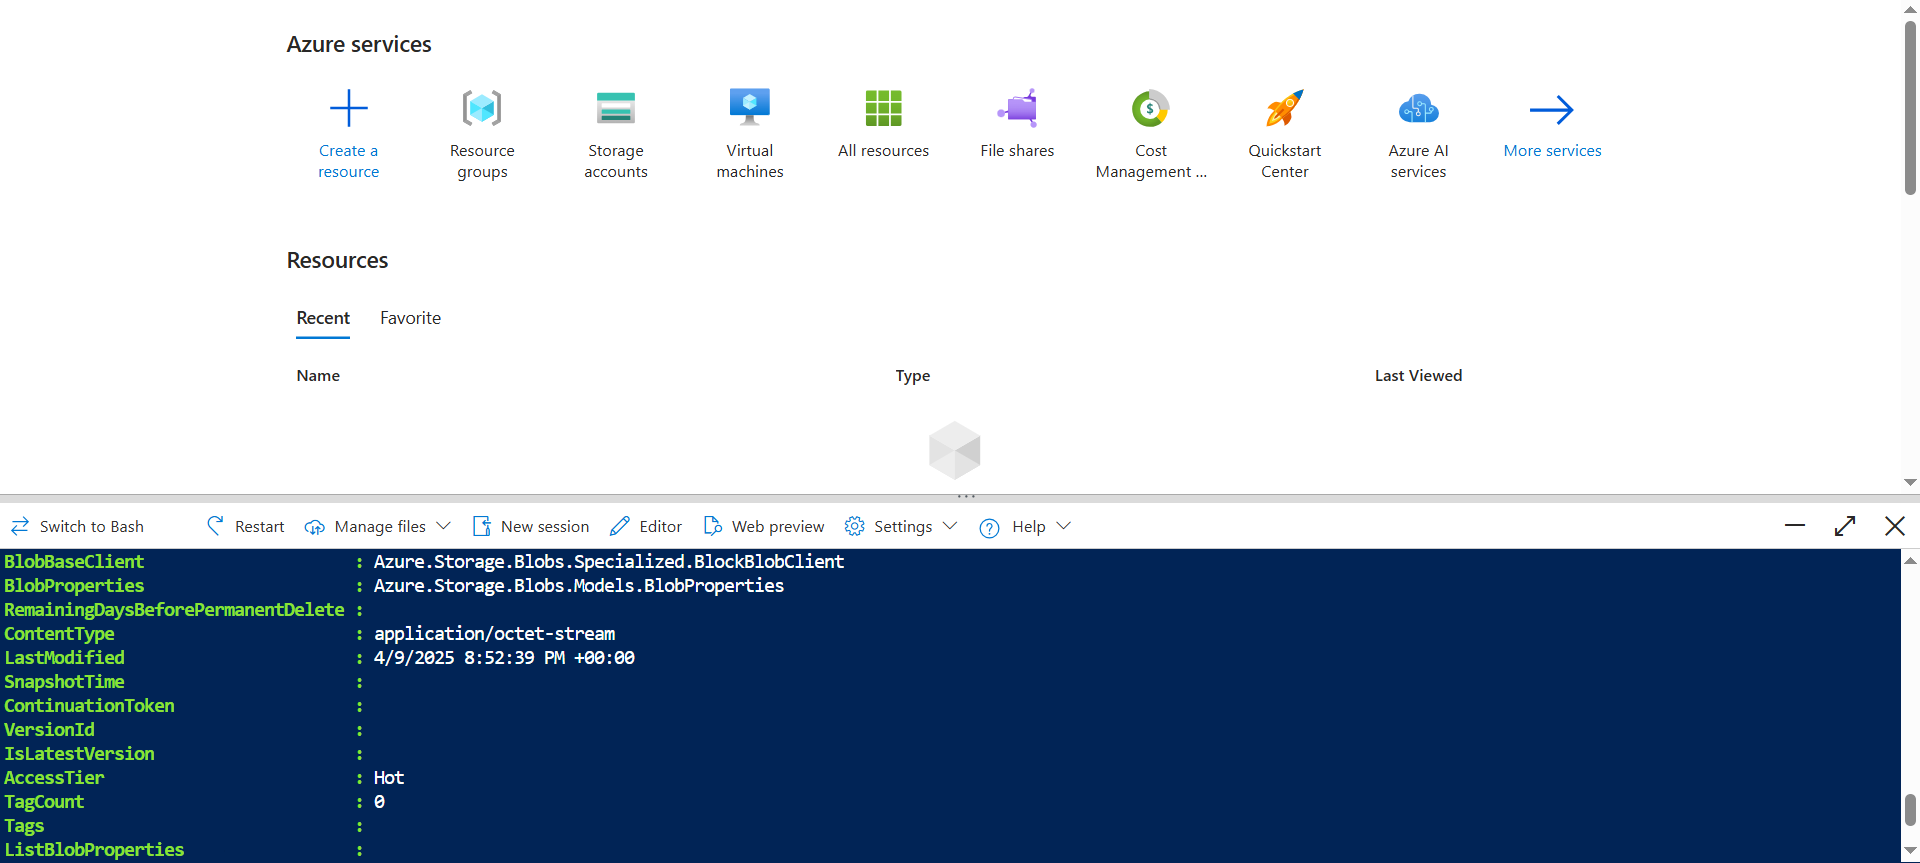 Azure services
Create a resource
Resource groups
Storage accounts
Virtual machines
All resources
File shares
Cost Management ...
Quickstart Center
Azure AI services
More services
Resources
Recent Favorite
Name Type Last Viewed
Switch to Bash Restart Manage files New session Editor Web preview Settings Help
BlobBaseClient : Azure.Storage.Blobs.Specialized.BlockBlobClient
BlobProperties : Azure.Storage.Blobs.Models.BlobProperties
RemainingDaysBeforePermanentDelete :
ContentType : application/octet-stream
LastModified : 4/9/2025 8:52:39 PM +00:00
SnapshotTime :
ContinuationToken :
VersionId :
IsLatestVersion :
AccessTier : Hot
TagCount : 0
Tags :
ListBlobProperties :